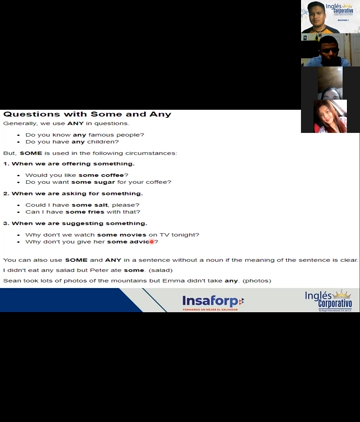 Inglés
Corporativo
Questions with Some and Any
Generally, we use ANY in questions.
• Do you know any famous people?
• Do you have any children?
But, SOME is used in the following circumstances:
1. When we are offering something.
• Would you like some coffee?
• Do you want some sugar for your coffee?
2. When we are asking for something.
• Could I have some salt, please?
• Can I have some fries with that?
3. When we are suggesting something.
• Why don't we watch some movies on TV tonight?
• Why don't you give her some advice?
You can also use SOME and ANY in a sentence without a noun if the meaning of the sentence is clear.
I didn't eat any salad but Peter ate some. (salad)
Sean took lots of photos of the mountains but Emma didn't take any. (photos)
Insaforp
Inglés
Corporativo